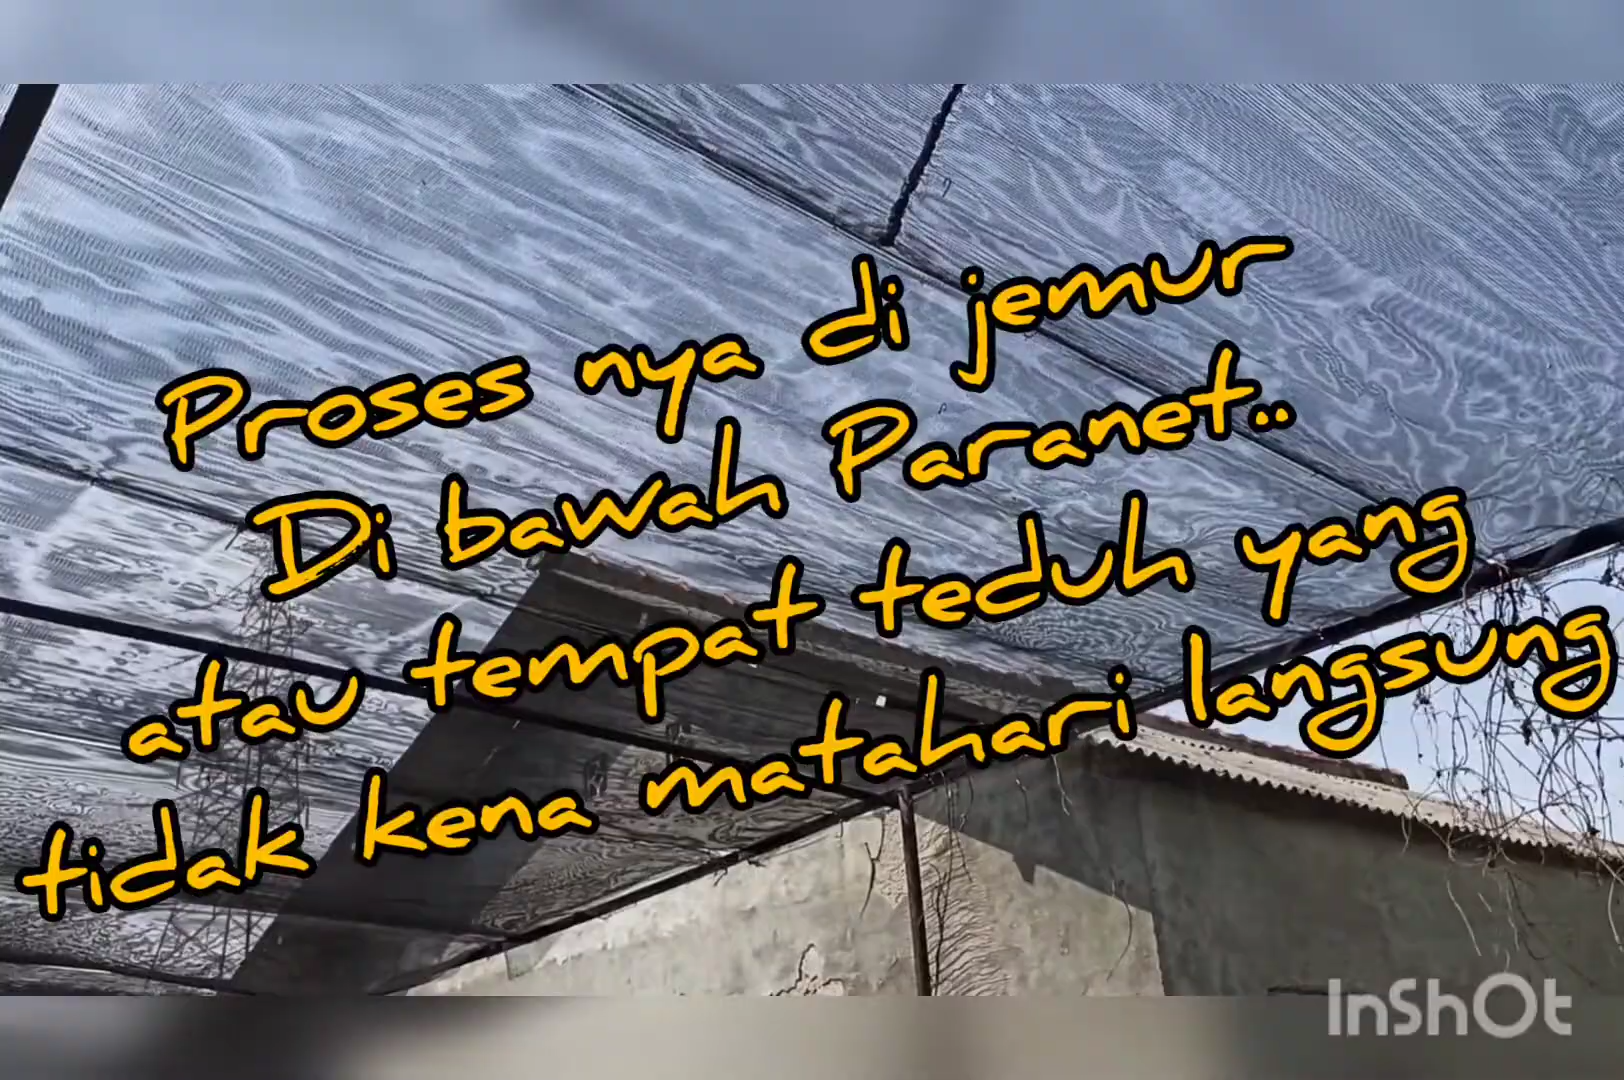 Proses nya di jemur
Di bawah Paranet..
atau tempat teduh yang
tidak kena matahari langsung
InShOt